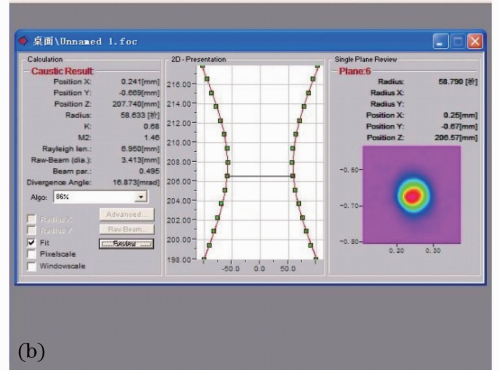 桌面\Unnamed 1.foc
Calculation
Caustic Result:
Position X: 0.241[mm]
Position Y: -0.669[mm]
Position Z: 207.740[mm]
Radius: 58.633 [祄]
K: 0.68
M2: 1.46
Rayleigh len.: 6.950[mm]
Raw-Beam (dia.): 3.413[mm]
Beam par.: 0.495
Divergence Angle: 16.873[mrad]
Algo: 86%
Radius X
Advanced...
Radius Y
Raw Beam...
Fit
Review
Pixelscale
Windowscale
2D - Presentation
216.00
214.00
212.00
210.00
208.00
206.00
204.00
202.00
200.00
198.00
-50.0 0.0 50.0
Single Plane Review
Plane:6
Radius: 58.790 [祄]
Radius X:
Radius Y:
Position X: 0.25[mm]
Position Y: -0.67[mm]
Position Z: 206.57[mm]
-0.60
-0.70
-0.80
0.20 0.30
(b)